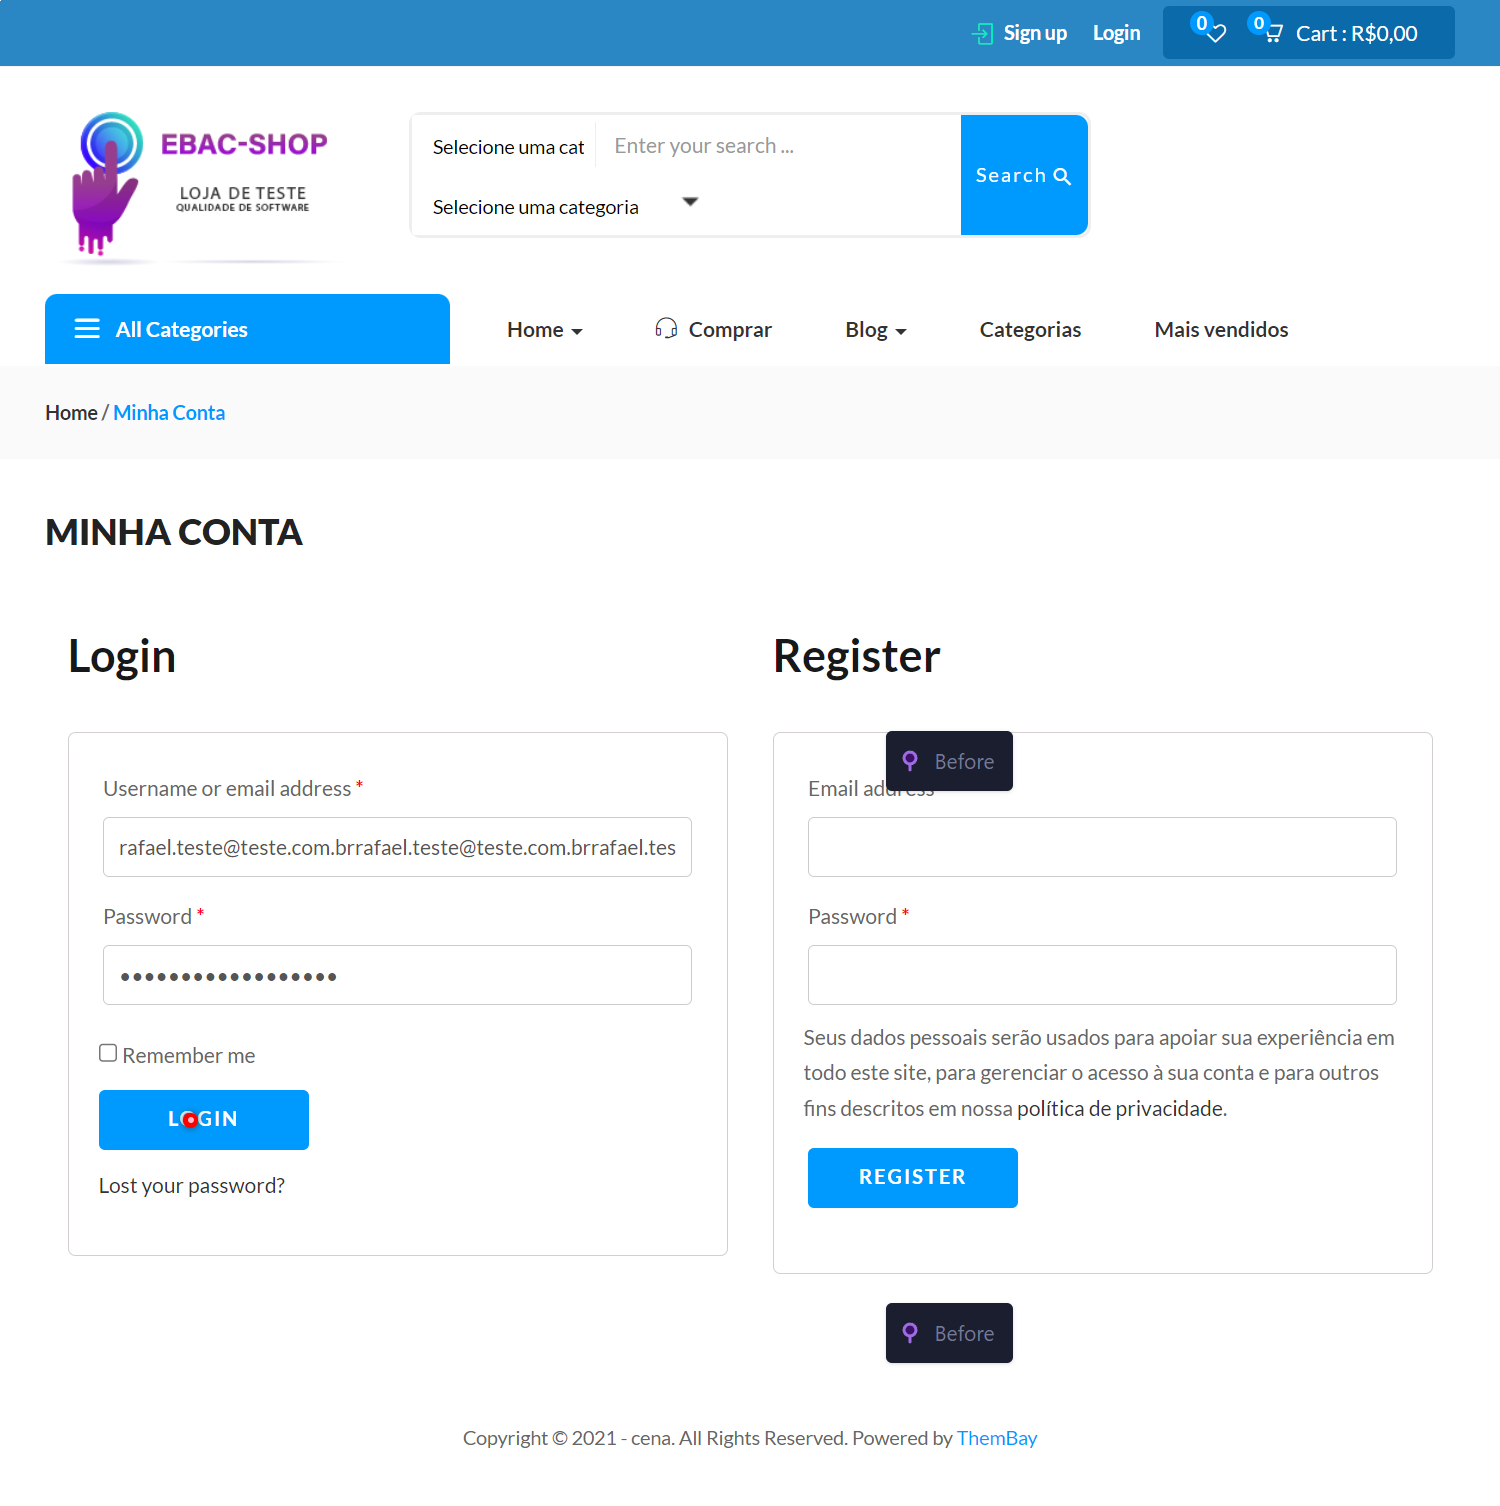 Sign up
Login
0
0
Cart : R$0,00
EBAC-SHOP
LOJA DE TESTE
QUALIDADE DE SOFTWARE
Selecione uma cat
Enter your search ...
Selecione uma categoria
Search
All Categories
Home
Comprar
Blog
Categorias
Mais vendidos
Home / Minha Conta
MINHA CONTA
Login
Username or email address *
rafael.teste@teste.com.brrafael.teste@teste.com.brrafael.tes
Password *
••••••••••••••••••
Remember me
LOGIN
Lost your password?
Register
Before
Email address
Password *
Seus dados pessoais serão usados para apoiar sua experiência em
todo este site, para gerenciar o acesso à sua conta e para outros
fins descritos em nossa política de privacidade.
REGISTER
Before
Copyright © 2021 - cena. All Rights Reserved. Powered by ThemBay